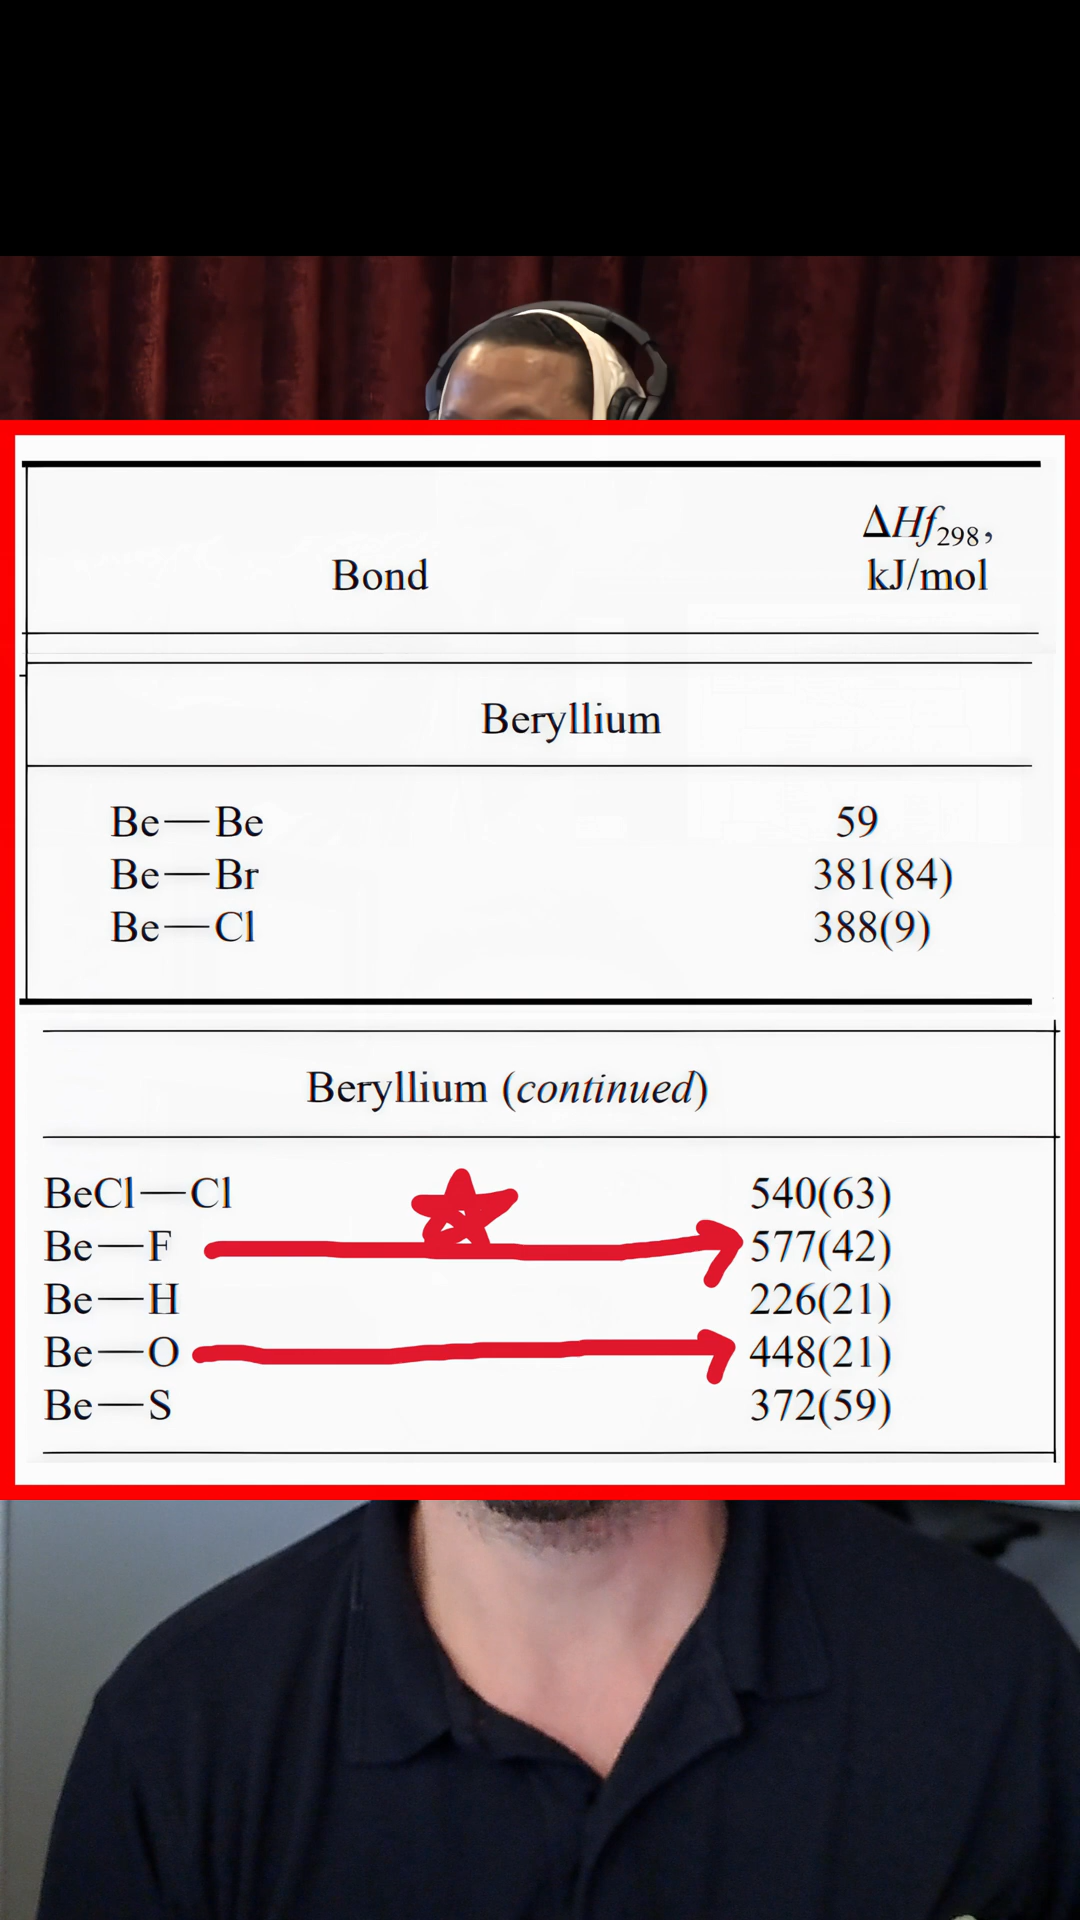 ΔHf₂₉₈,
Bond kJ/mol
Beryllium
Be—Be 59
Be—Br 381(84)
Be—Cl 388(9)
Beryllium (continued)
BeCl—Cl 540(63)
Be—F 577(42)
Be—H 226(21)
Be—O 448(21)
Be—S 372(59)